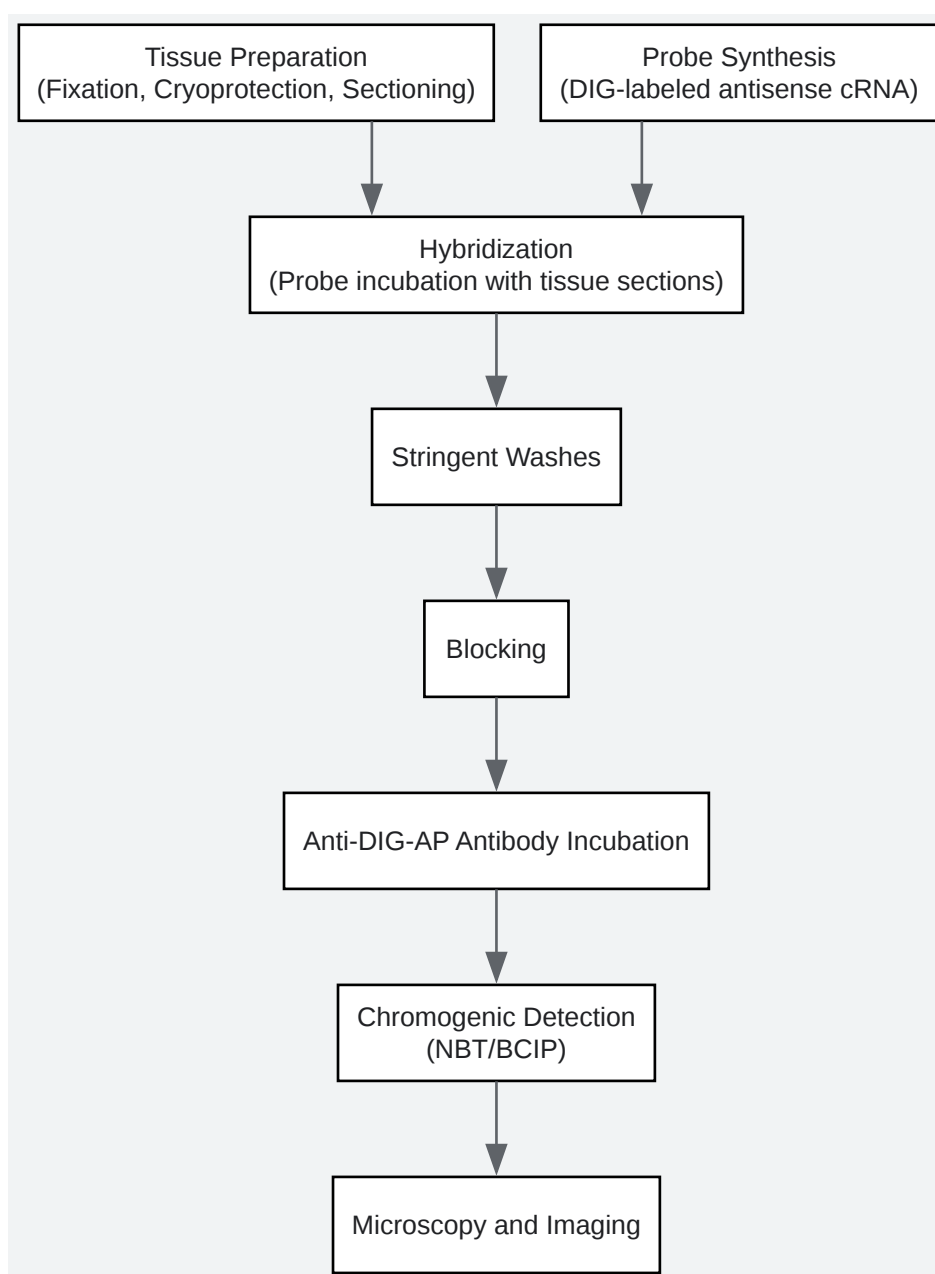 Tissue Preparation
(Fixation, Cryoprotection, Sectioning)
Probe Synthesis
(DIG-labeled antisense cRNA)
Hybridization
(Probe incubation with tissue sections)
Stringent Washes
Blocking
Anti-DIG-AP Antibody Incubation
Chromogenic Detection
(NBT/BCIP)
Microscopy and Imaging